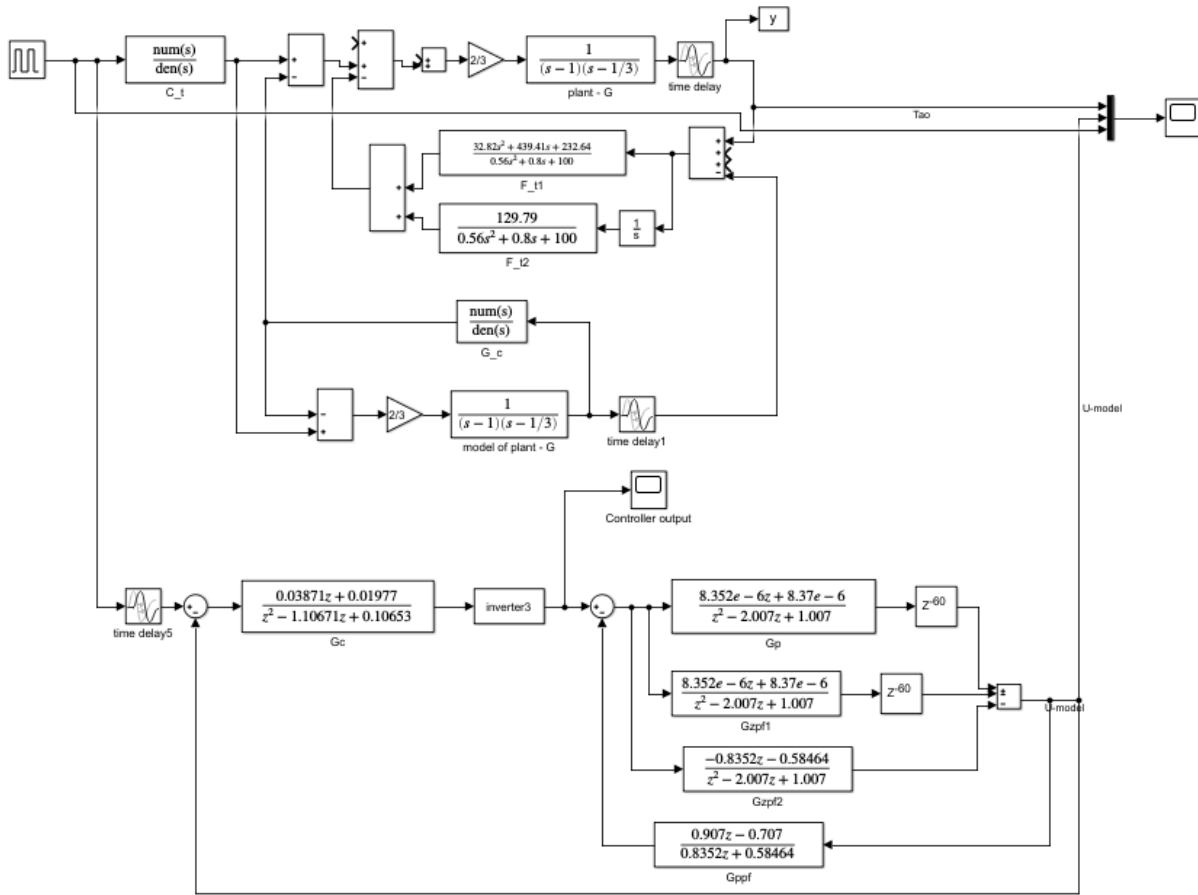 y
num(s)
den(s)
C_t
+
−
+
+
−
2/3
1
(s − 1)(s − 1/3)
plant - G
time delay
Tao
32.82s² + 439.41s + 232.64
0.56s² + 0.8s + 100
F_t1
+
+
+
+
−
129.79
0.56s² + 0.8s + 100
F_t2
1
s
num(s)
den(s)
G_c
−
+
2/3
1
(s − 1)(s − 1/3)
model of plant - G
time delay1
U-model
Controller output
time delay5
+
−
0.03871z + 0.01977
z² − 1.10671z + 0.10653
Gc
inverter3
+
−
8.352e − 6z + 8.37e − 6
z² − 2.007z + 1.007
Gp
Z⁻⁶⁰
8.352e − 6z + 8.37e − 6
z² − 2.007z + 1.007
Gzpf1
Z⁻⁶⁰
±
−
U-model
−0.8352z − 0.58464
z² − 2.007z + 1.007
Gzpf2
0.907z − 0.707
0.8352z + 0.58464
Gppf